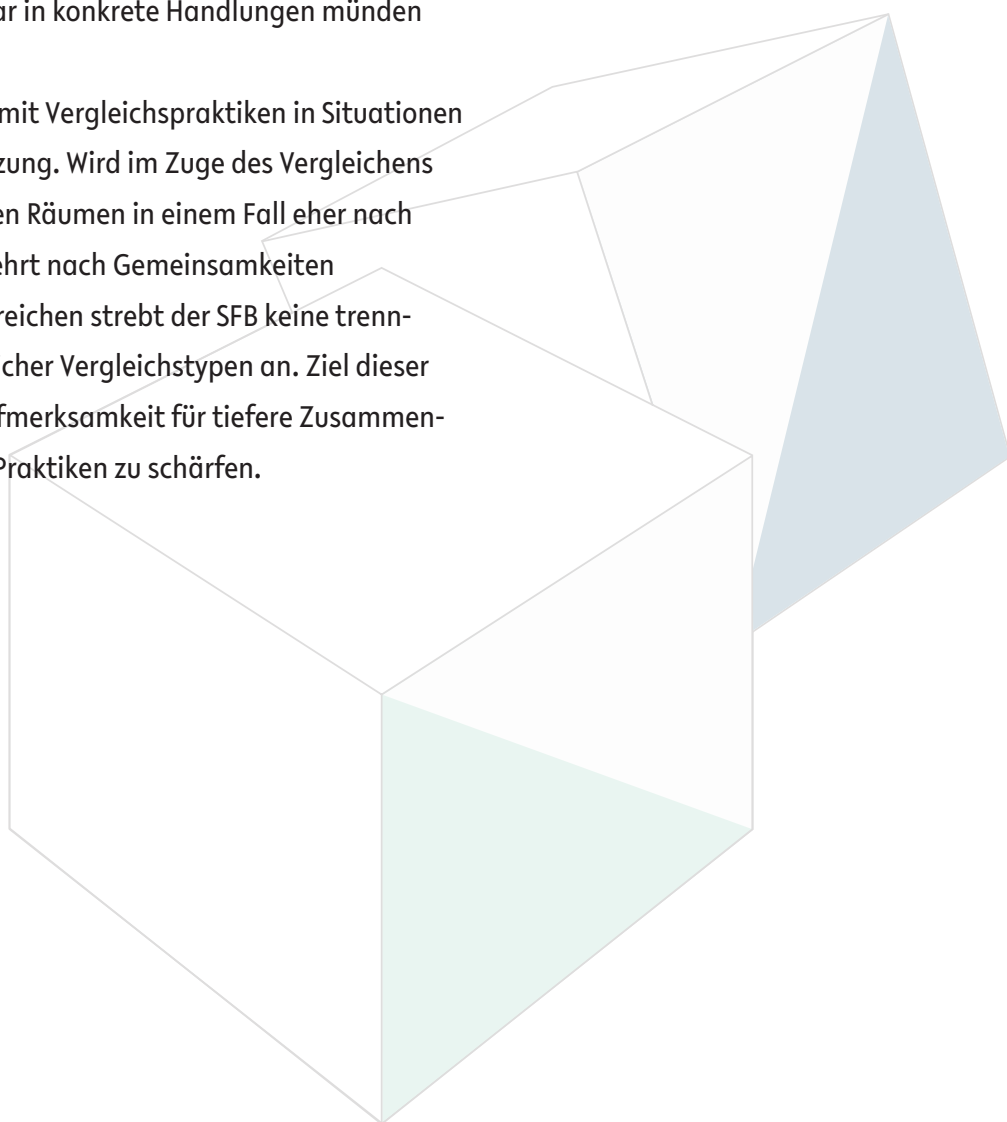 ar in konkrete Handlungen münden
mit Vergleichspraktiken in Situationen
zung. Wird im Zuge des Vergleichens
en Räumen in einem Fall eher nach
ehrt nach Gemeinsamkeiten
reichen strebt der SFB keine trenn-
icher Vergleichstypen an. Ziel dieser
fmerksamkeit für tiefere Zusammen-
Praktiken zu schärfen.